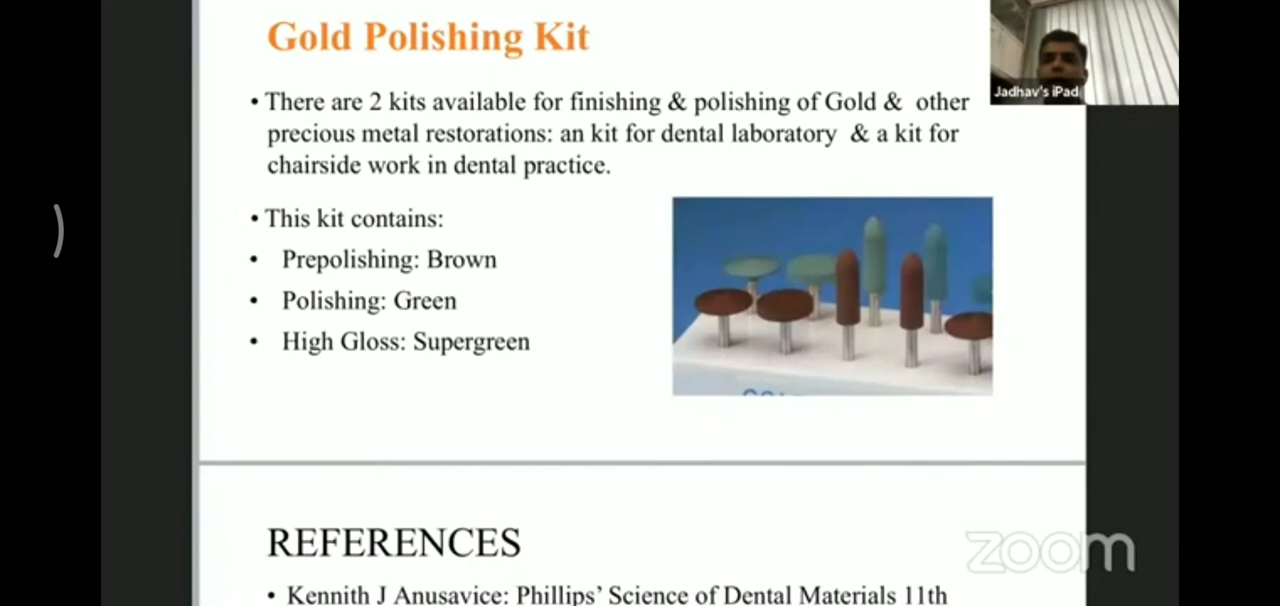 Gold Polishing Kit
Jadhav's iPad
• There are 2 kits available for finishing & polishing of Gold & other
precious metal restorations: an kit for dental laboratory & a kit for
chairside work in dental practice.
• This kit contains:
• Prepolishing: Brown
• Polishing: Green
• High Gloss: Supergreen
REFERENCES
zoom
• Kennith J Anusavice: Phillips' Science of Dental Materials 11th